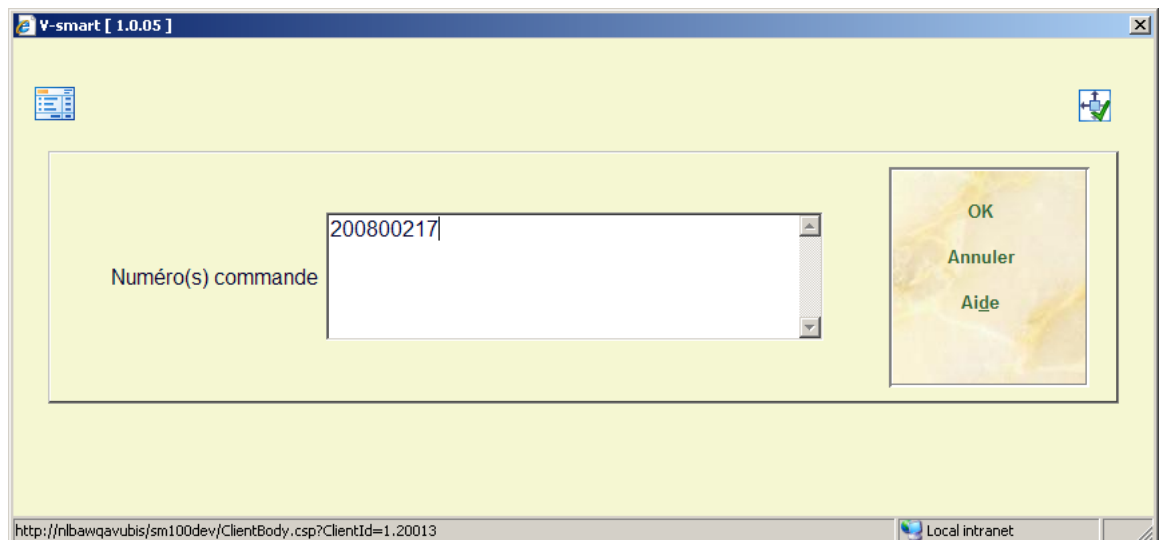 V-smart [ 1.0.05 ]
Numéro(s) commande
200800217
OK
Annuler
Aide
http://nlbawqavubis/sm100dev/ClientBody.csp?ClientId=1.20013
Local intranet